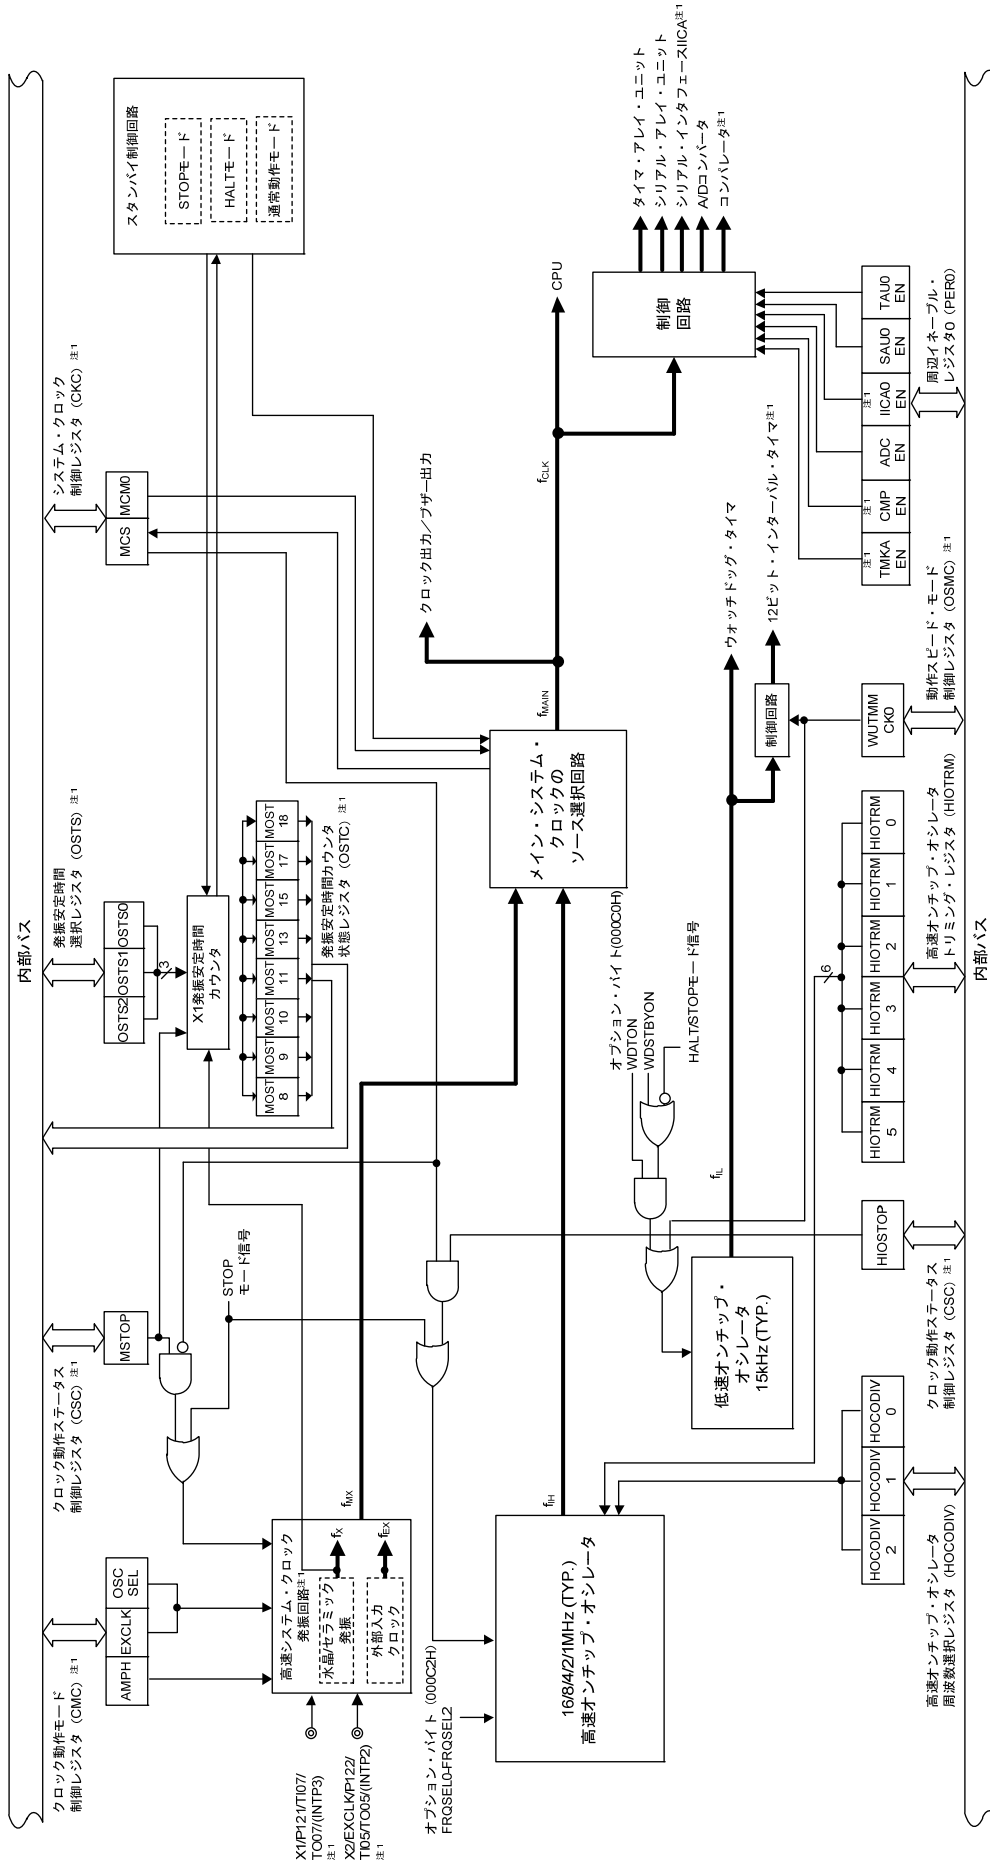 内部バス
クロック動作モード
制御レジスタ（CMC）注1
クロック動作ステータス
制御レジスタ（CSC）注1
発振安定時間
選択レジスタ（OSTS）注1
システム・クロック
制御レジスタ（CKC）注1
AMPH
EXCLK
OSC
SEL
MSTOP
OSTS2
OSTS1
OSTS0
3
MCS
MCM0
スタンバイ制御回路
STOPモード
HALTモード
通常動作モード
X1発振安定時間
カウンタ
STOP
モード信号
MOST
8
MOST
9
MOST
10
MOST
11
MOST
13
MOST
15
MOST
17
MOST
18
発振安定時間カウンタ
状態レジスタ（OSTC）注1
X1/P121/TI07/
TO07/(INTP3)
注1
X2/EXCLK/P122/
TI05/TO05/(INTP2)
注1
高速システム・クロック
発振回路注1
水晶/セラミック
発振
fX
外部入力
クロック
fEX
fMX
オプション・バイト（000C2H）
FRQSEL0-FRQSEL2
16/8/4/2/1MHz (TYP.)
高速オンチップ・オシレータ
fIH
メイン・システム・
クロックの
ソース選択回路
fMAIN
クロック出力／ブザー出力
fCLK
CPU
制御
回路
タイマ・アレイ・ユニット
シリアル・アレイ・ユニット
シリアル・インタフェースIICA注1
A/Dコンバータ
コンパレータ注1
オプション・バイト(000C0H)
WDTON
WDSTBYON
HALT/STOPモード信号
低速オンチップ・
オシレータ
15kHz (TYP.)
fIL
ウォッチドッグ・タイマ
制御回路
12ビット・インターバル・タイマ注1
HOCODIV
2
HOCODIV
1
HOCODIV
0
HIOSTOP
6
HIOTRM
5
HIOTRM
4
HIOTRM
3
HIOTRM
2
HIOTRM
1
HIOTRM
0
WUTMM
CK0
注1
TMKA
EN
注1
CMP
EN
ADC
EN
注1
IICA0
EN
SAU0
EN
TAU0
EN
高速オンチップ・オシレータ
周波数選択レジスタ（HOCODIV）
クロック動作ステータス
制御レジスタ（CSC）注1
高速オンチップ・オシレータ
トリミング・レジスタ（HIOTRM）
動作スピード・モード
制御レジスタ（OSMC）注1
周辺イネーブル・
レジスタ0（PER0）
内部バス